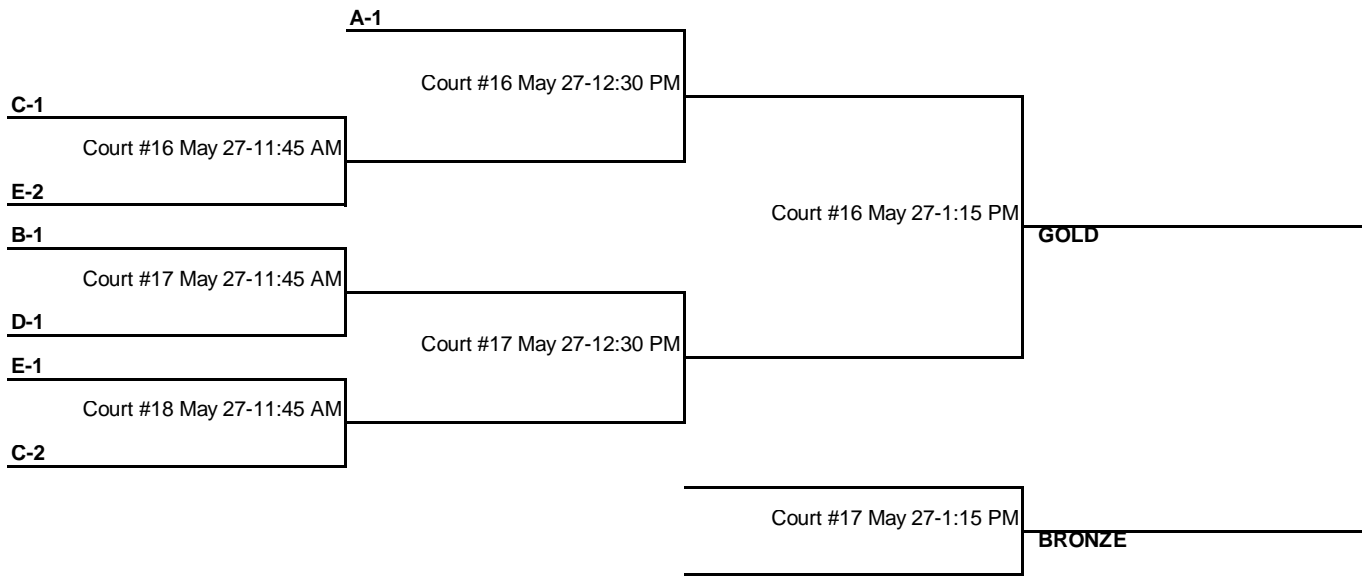 A-1
Court #16 May 27-12:30 PM
C-1
Court #16 May 27-11:45 AM
E-2
Court #16 May 27-1:15 PM
B-1
GOLD
Court #17 May 27-11:45 AM
D-1
Court #17 May 27-12:30 PM
E-1
Court #18 May 27-11:45 AM
C-2
Court #17 May 27-1:15 PM
BRONZE